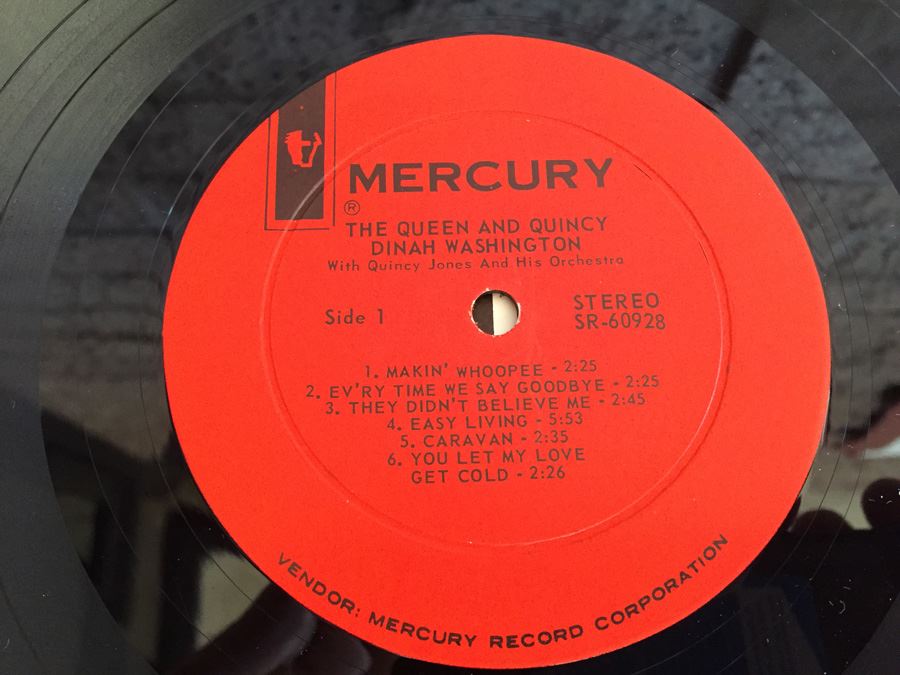 MERCURY
®
THE QUEEN AND QUINCY
DINAH WASHINGTON
With Quincy Jones And His Orchestra
Side 1
STEREO
SR-60928
1. MAKIN' WHOOPEE - 2:25
2. EV'RY TIME WE SAY GOODBYE - 2:25
3. THEY DIDN'T BELIEVE ME - 2:45
4. EASY LIVING - 5:53
5. CARAVAN - 2:35
6. YOU LET MY LOVE
GET COLD - 2:26
VENDOR: MERCURY RECORD CORPORATION